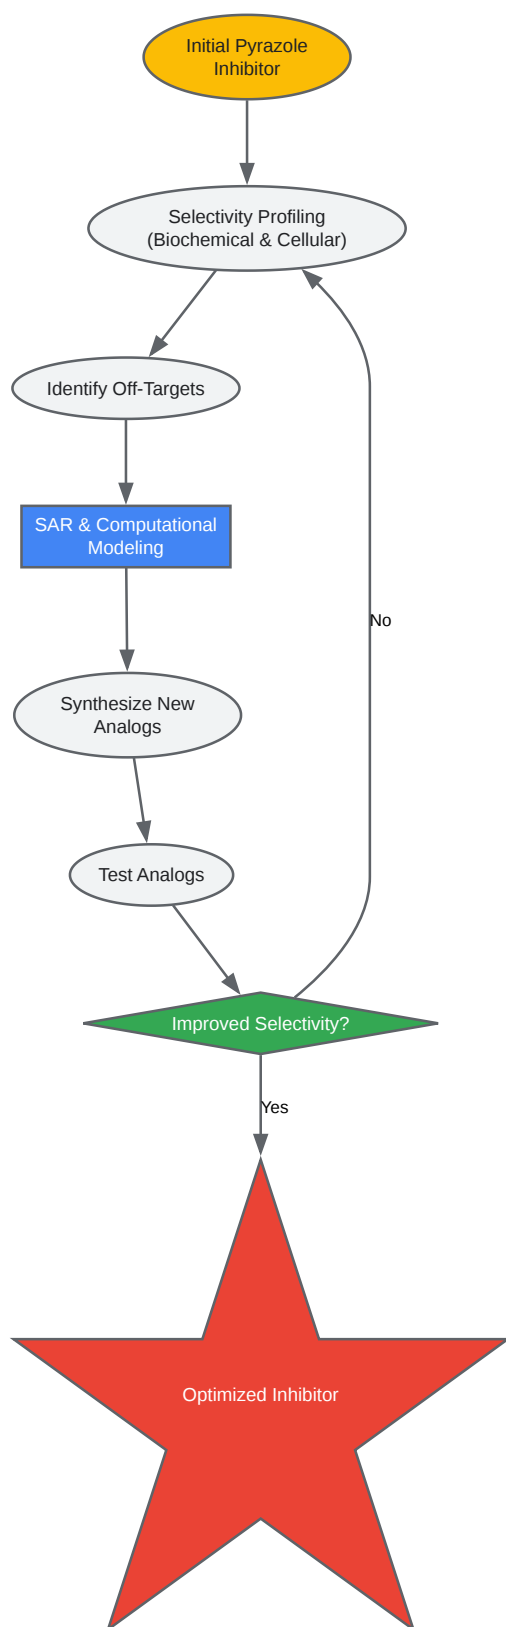 Initial Pyrazole
Inhibitor
Selectivity Profiling
(Biochemical & Cellular)
Identify Off-Targets
SAR & Computational
Modeling
No
Synthesize New
Analogs
Test Analogs
Improved Selectivity?
Yes
Optimized Inhibitor